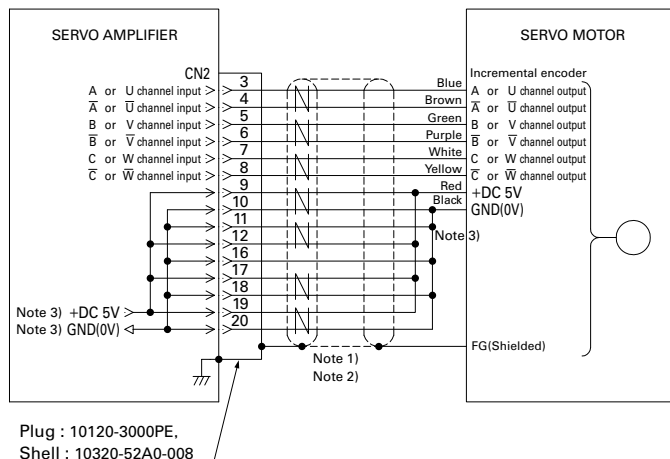 SERVO AMPLIFIER
SERVO MOTOR
CN2
Incremental encoder
A or U channel input 3 Blue A or U channel output
A̅ or U̅ channel input 4 Brown A̅ or U̅ channel output
B or V channel input 5 Green B or V channel output
B̅ or V̅ channel input 6 Purple B̅ or V̅ channel output
C or W channel input 7 White C or W channel output
C̅ or W̅ channel input 8 Yellow C̅ or W̅ channel output
9 Red +DC 5V
10 Black GND(0V)
11
Note 3)
12
16
17
18
Note 3) +DC 5V 19
Note 3) GND(0V) 20
Note 1)
FG(Shielded)
Note 2)
Plug : 10120-3000PE,
Shell : 10320-52A0-008